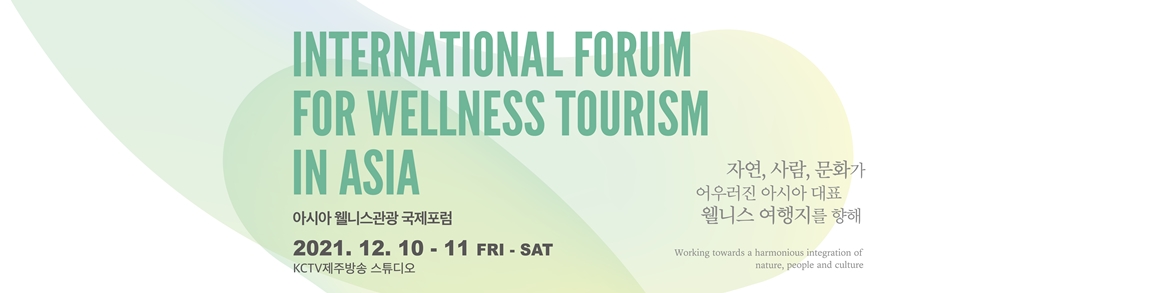 INTERNATIONAL FORUM
FOR WELLNESS TOURISM
IN ASIA
아시아 웰니스관광 국제포럼
2021. 12. 10 - 11 FRI - SAT
KCTV제주방송 스튜디오
자연, 사람, 문화가
어우러진 아시아 대표
웰니스 여행지를 향해
Working towards a harmonious integration of
nature, people and culture